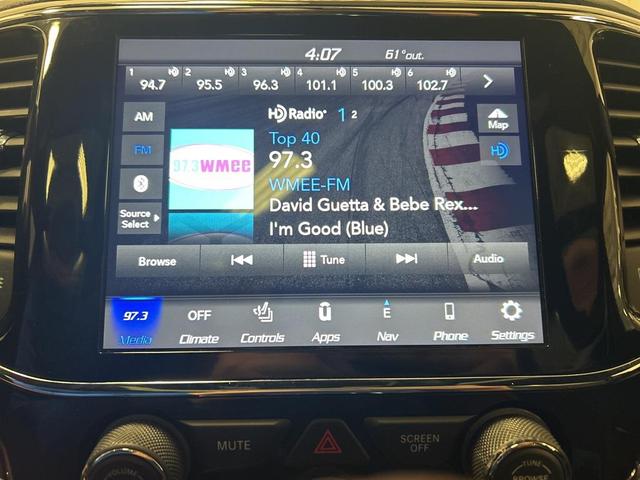 4:07 61°out.
1 2 3 4 5 6
94.7 95.5 96.3 101.1 100.3 102.7
AM
HD Radio® 1 2
Map
FM
Top 40
97.3
97.3 WMEE
WMEE-FM
HD
Source
Select
David Guetta & Bebe Rex...
I'm Good (Blue)
Browse Tune Audio
97.3 OFF E
Media Climate Controls Apps Nav Phone Settings
MUTE
SCREEN
OFF
VOLUME
TUNE
BROWSE